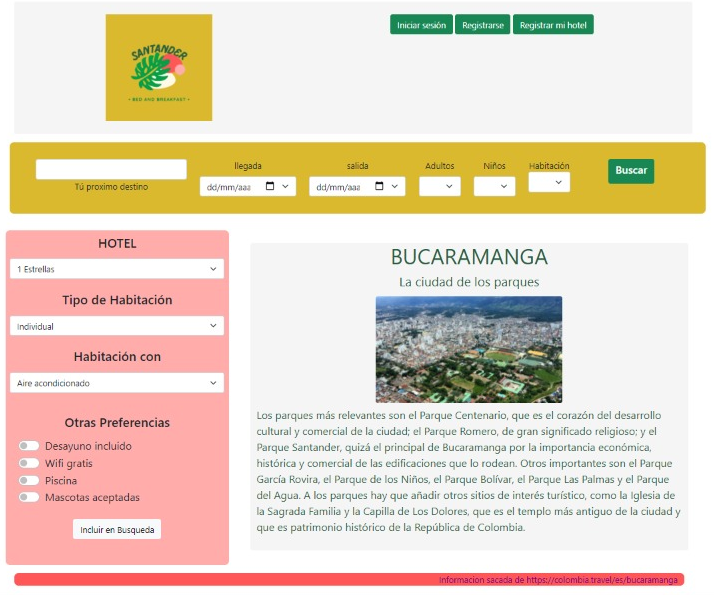 SANTANDER
• BED AND BREAKFAST •
Iniciar sesión
Registrarse
Registrar mi hotel
llegada
salida
Adultos
Niños
Habitación
dd/mm/aaa
dd/mm/aaa
Buscar
Tú proximo destino
HOTEL
1 Estrellas
Tipo de Habitación
Individual
Habitación con
Aire acondicionado
Otras Preferencias
Desayuno incluido
Wifi gratis
Piscina
Mascotas aceptadas
Incluir en Busqueda
BUCARAMANGA
La ciudad de los parques
Los parques más relevantes son el Parque Centenario, que es el corazón del desarrollo
cultural y comercial de la ciudad; el Parque Romero, de gran significado religioso; y el
Parque Santander, quizá el principal de Bucaramanga por la importancia económica,
histórica y comercial de las edificaciones que lo rodean. Otros importantes son el Parque
García Rovira, el Parque de los Niños, el Parque Bolívar, el Parque Las Palmas y el Parque
del Agua. A los parques hay que añadir otros sitios de interés turístico, como la Iglesia de
la Sagrada Familia y la Capilla de Los Dolores, que es el templo más antiguo de la ciudad y
que es patrimonio histórico de la República de Colombia.
Informacion sacada de https://colombia.travel/es/bucaramanga